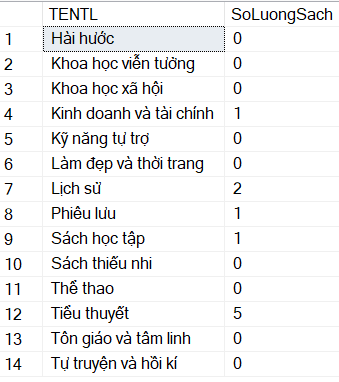 TENTL SoLuongSach
1 Hài hước 0
2 Khoa học viễn tưởng 0
3 Khoa học xã hội 0
4 Kinh doanh và tài chính 1
5 Kỹ năng tự trợ 0
6 Làm đẹp và thời trang 0
7 Lịch sử 2
8 Phiêu lưu 1
9 Sách học tập 1
10 Sách thiếu nhi 0
11 Thể thao 0
12 Tiểu thuyết 5
13 Tôn giáo và tâm linh 0
14 Tự truyện và hồi kí 0